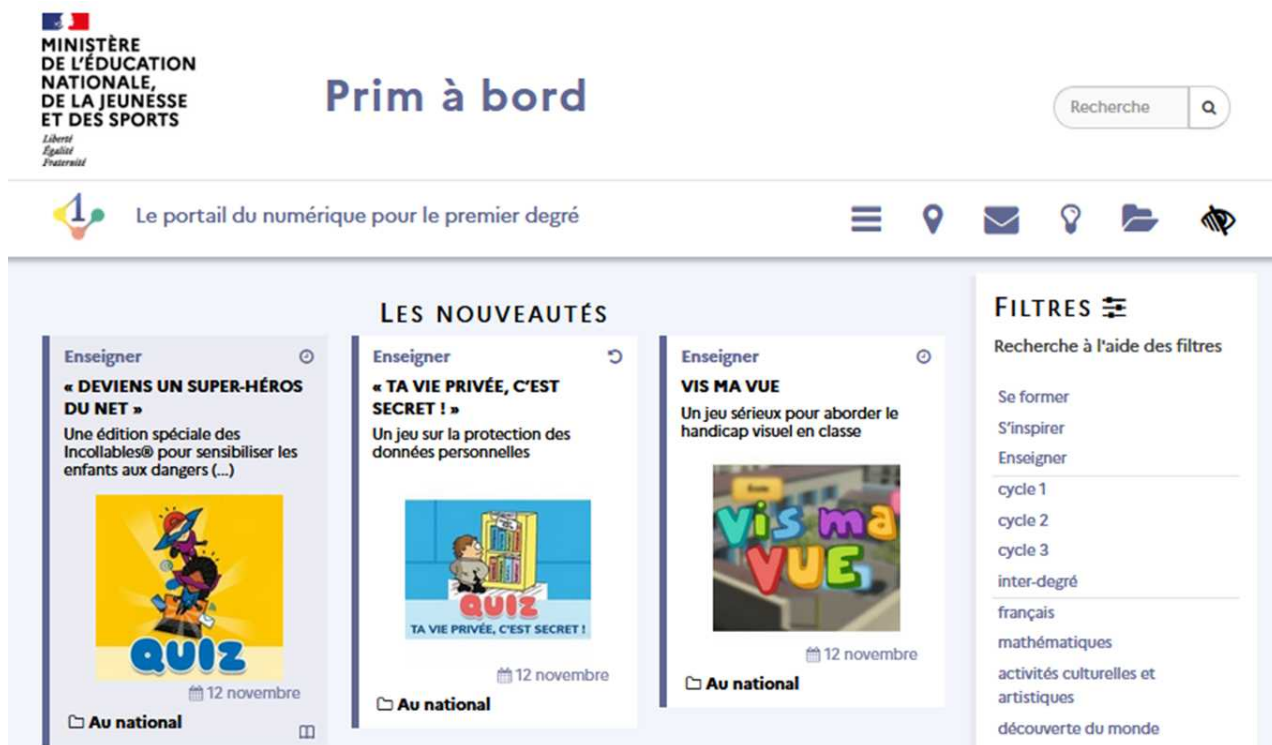 MINISTÈRE
DE L'ÉDUCATION
NATIONALE,
DE LA JEUNESSE
ET DES SPORTS
Liberté
Égalité
Fraternité
Prim à bord
Recherche
1
Le portail du numérique pour le premier degré
LES NOUVEAUTÉS
Enseigner
« DEVIENS UN SUPER-HÉROS
DU NET »
Une édition spéciale des
Incollables® pour sensibiliser les
enfants aux dangers (...)
QUIZ
12 novembre
Au national
Enseigner
« TA VIE PRIVÉE, C'EST
SECRET ! »
Un jeu sur la protection des
données personnelles
QUIZ
TA VIE PRIVÉE, C'EST SECRET !
12 novembre
Au national
Enseigner
VIS MA VUE
Un jeu sérieux pour aborder le
handicap visuel en classe
Vis ma
VUE
12 novembre
Au national
FILTRES
Recherche à l'aide des filtres
Se former
S'inspirer
Enseigner
cycle 1
cycle 2
cycle 3
inter-degré
français
mathématiques
activités culturelles et
artistiques
découverte du monde